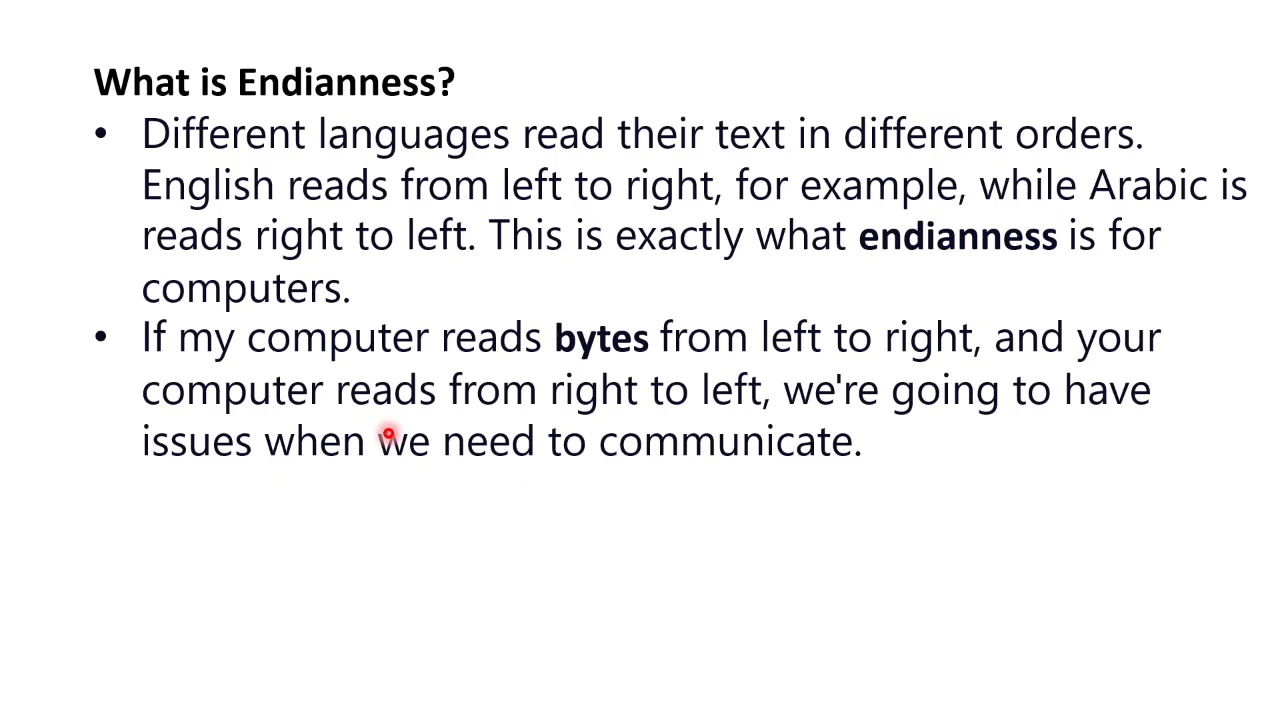 What is Endianness?
• Different languages read their text in different orders.
English reads from left to right, for example, while Arabic is
reads right to left. This is exactly what endianness is for
computers.
• If my computer reads bytes from left to right, and your
computer reads from right to left, we're going to have
issues when we need to communicate.